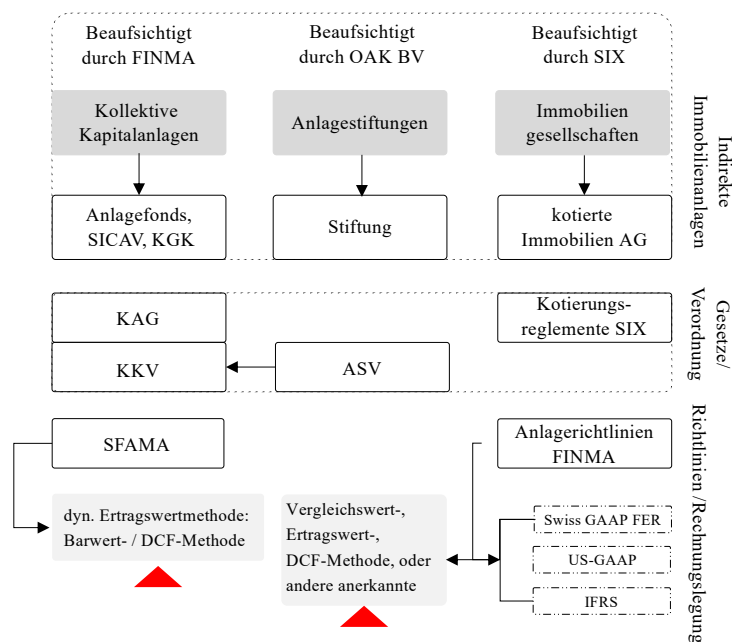 Beaufsichtigt
durch FINMA
Beaufsichtigt
durch OAK BV
Beaufsichtigt
durch SIX
Kollektive
Kapitalanlagen
Anlagestiftungen
Immobilien
gesellschaften
Anlagefonds,
SICAV, KGK
Stiftung
kotierte
Immobilien AG
Indirekte
Immobilienanlagen
KAG
Kotierungs-
reglemente SIX
KKV
ASV
Gesetze/
Verordnung
SFAMA
Anlagerichtlinien
FINMA
dyn. Ertragswertmethode:
Barwert- / DCF-Methode
Vergleichswert-,
Ertragswert-,
DCF-Methode, oder
andere anerkannte
Swiss GAAP FER
US-GAAP
IFRS
Richtlinien /Rechnungslegung